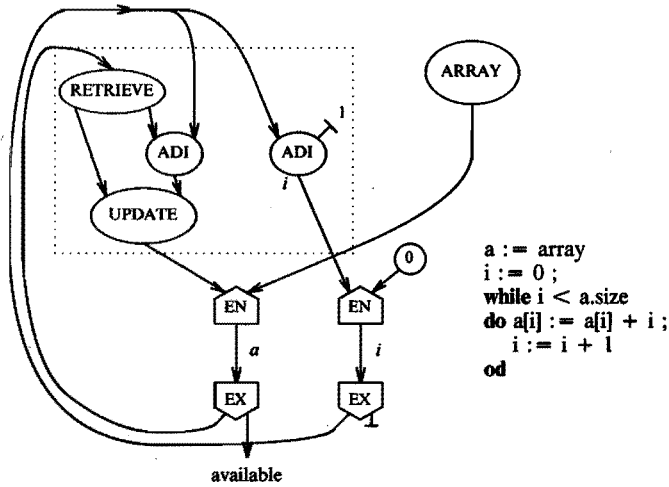 ARRAY
RETRIEVE
1
ADI
ADI
i
UPDATE
0
EN
EN
a
i
EX
EX
available
a := array
i := 0 ;
while i < a.size
do a[i] := a[i] + i ;
i := i + 1
od